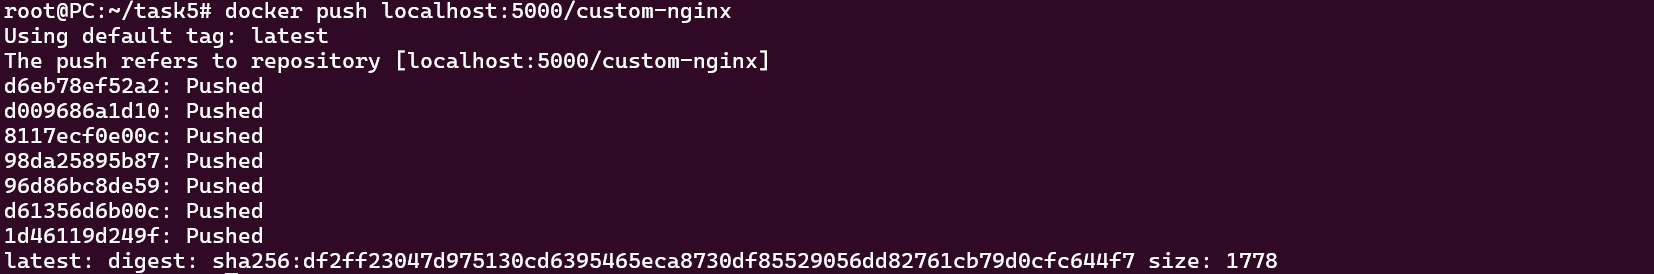 root@PC:~/task5# docker push localhost:5000/custom-nginx
Using default tag: latest
The push refers to repository [localhost:5000/custom-nginx]
d6eb78ef52a2: Pushed
d009686a1d10: Pushed
8117ecf0e00c: Pushed
98da25895b87: Pushed
96d86bc8de59: Pushed
d61356d6b00c: Pushed
1d46119d249f: Pushed
latest: digest: sha256:df2ff23047d975130cd6395465eca8730df85529056dd82761cb79d0cfc644f7 size: 1778